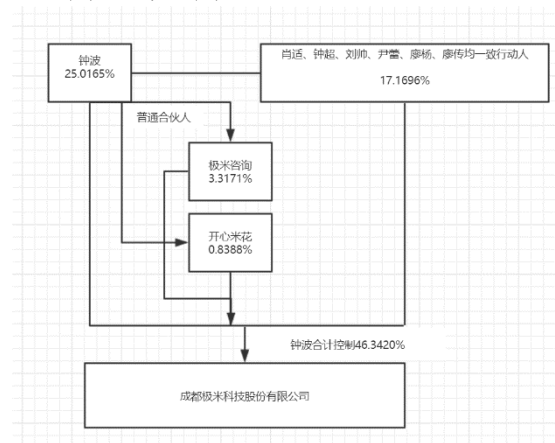 钟波
25.0165%
肖适、钟超、刘帅、尹蕾、廖杨、廖传均一致行动人
17.1696%
普通合伙人
极米咨询
3.3171%
开心米花
0.8388%
钟波合计控制46.3420%
成都极米科技股份有限公司